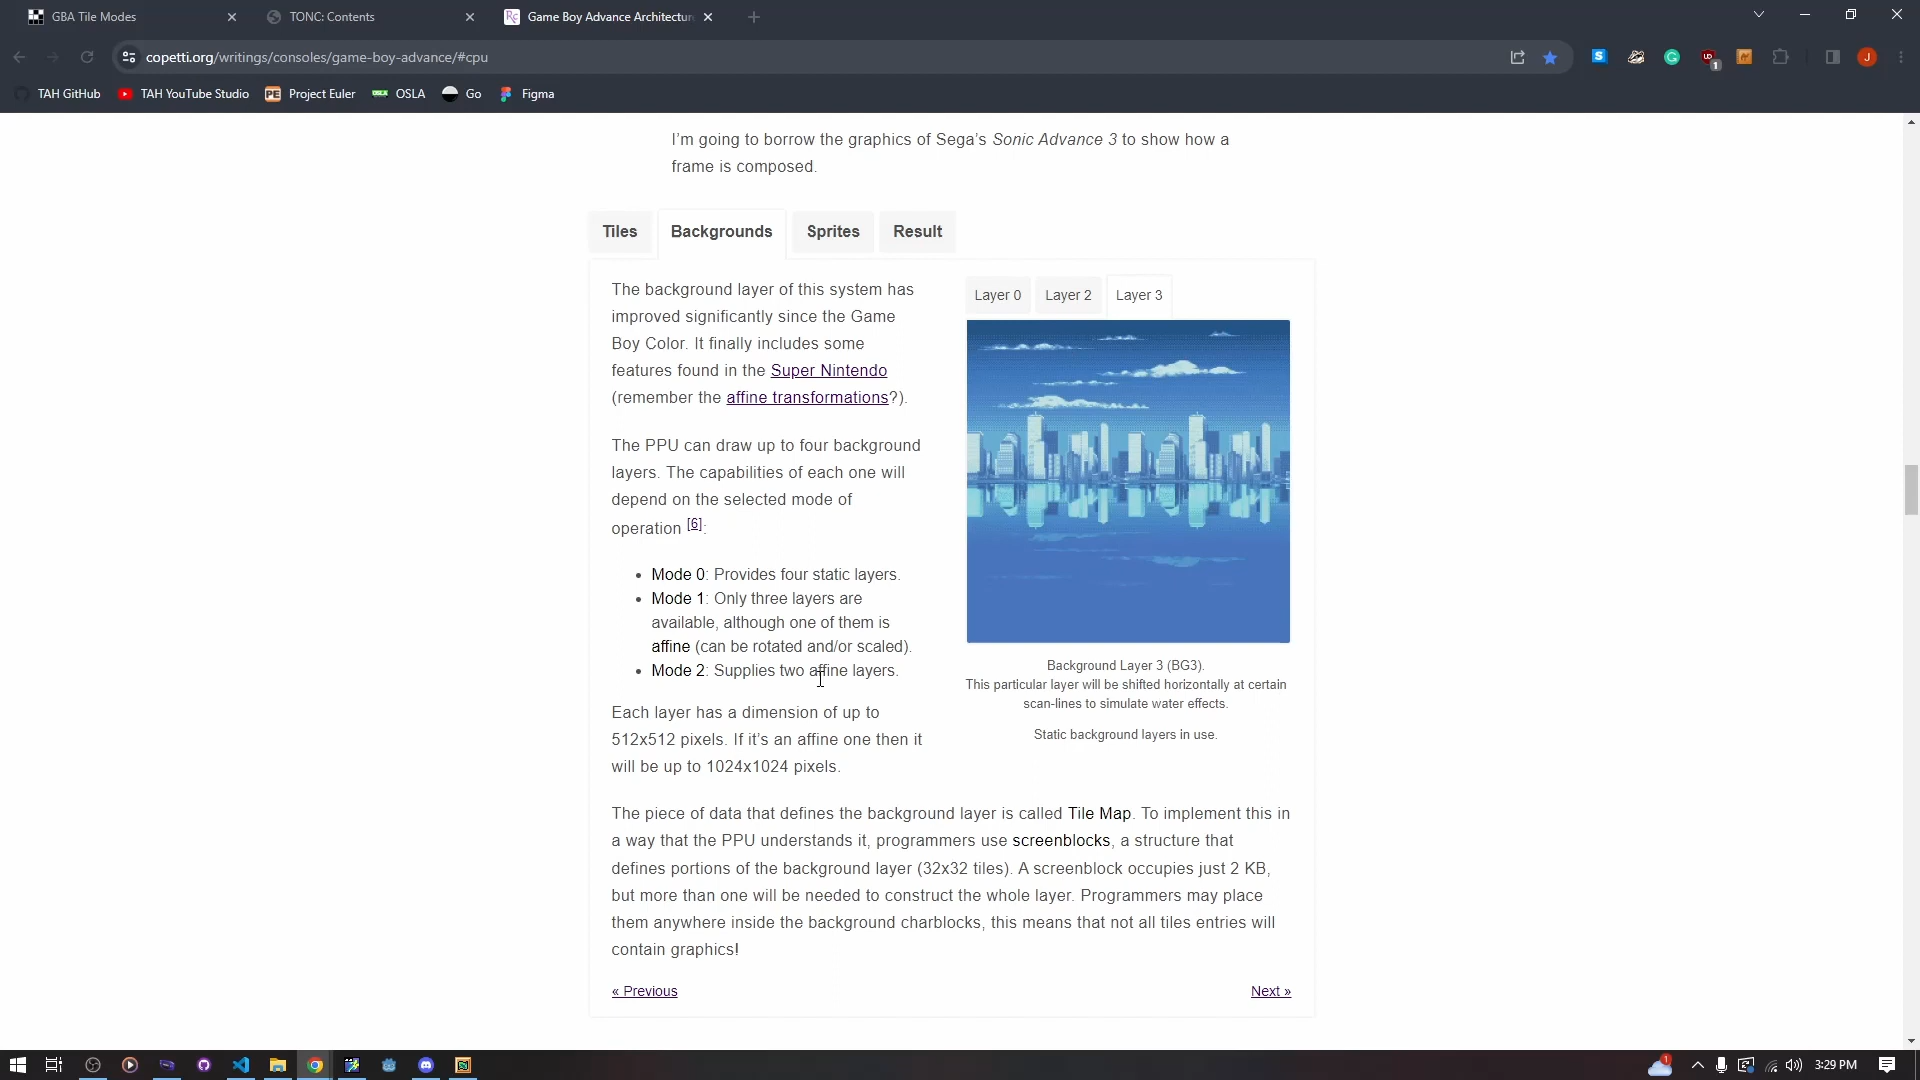 GBA Tile Modes
TONC: Contents
Game Boy Advance Architectur
copetti.org/writings/consoles/game-boy-advance/#cpu
TAH GitHub
TAH YouTube Studio
Project Euler
OSLA
Go
Figma
I'm going to borrow the graphics of Sega's Sonic Advance 3 to show how a
frame is composed.
Tiles
Backgrounds
Sprites
Result
The background layer of this system has
improved significantly since the Game
Boy Color. It finally includes some
features found in the Super Nintendo
(remember the affine transformations?).
The PPU can draw up to four background
layers. The capabilities of each one will
depend on the selected mode of
operation [6]:
• Mode 0: Provides four static layers.
• Mode 1: Only three layers are
available, although one of them is
affine (can be rotated and/or scaled).
• Mode 2: Supplies two affine layers.
Each layer has a dimension of up to
512x512 pixels. If it's an affine one then it
will be up to 1024x1024 pixels.
Layer 0
Layer 2
Layer 3
Background Layer 3 (BG3).
This particular layer will be shifted horizontally at certain
scan-lines to simulate water effects.
Static background layers in use.
The piece of data that defines the background layer is called Tile Map. To implement this in
a way that the PPU understands it, programmers use screenblocks, a structure that
defines portions of the background layer (32x32 tiles). A screenblock occupies just 2 KB,
but more than one will be needed to construct the whole layer. Programmers may place
them anywhere inside the background charblocks, this means that not all tiles entries will
contain graphics!
« Previous
Next »
3:29 PM